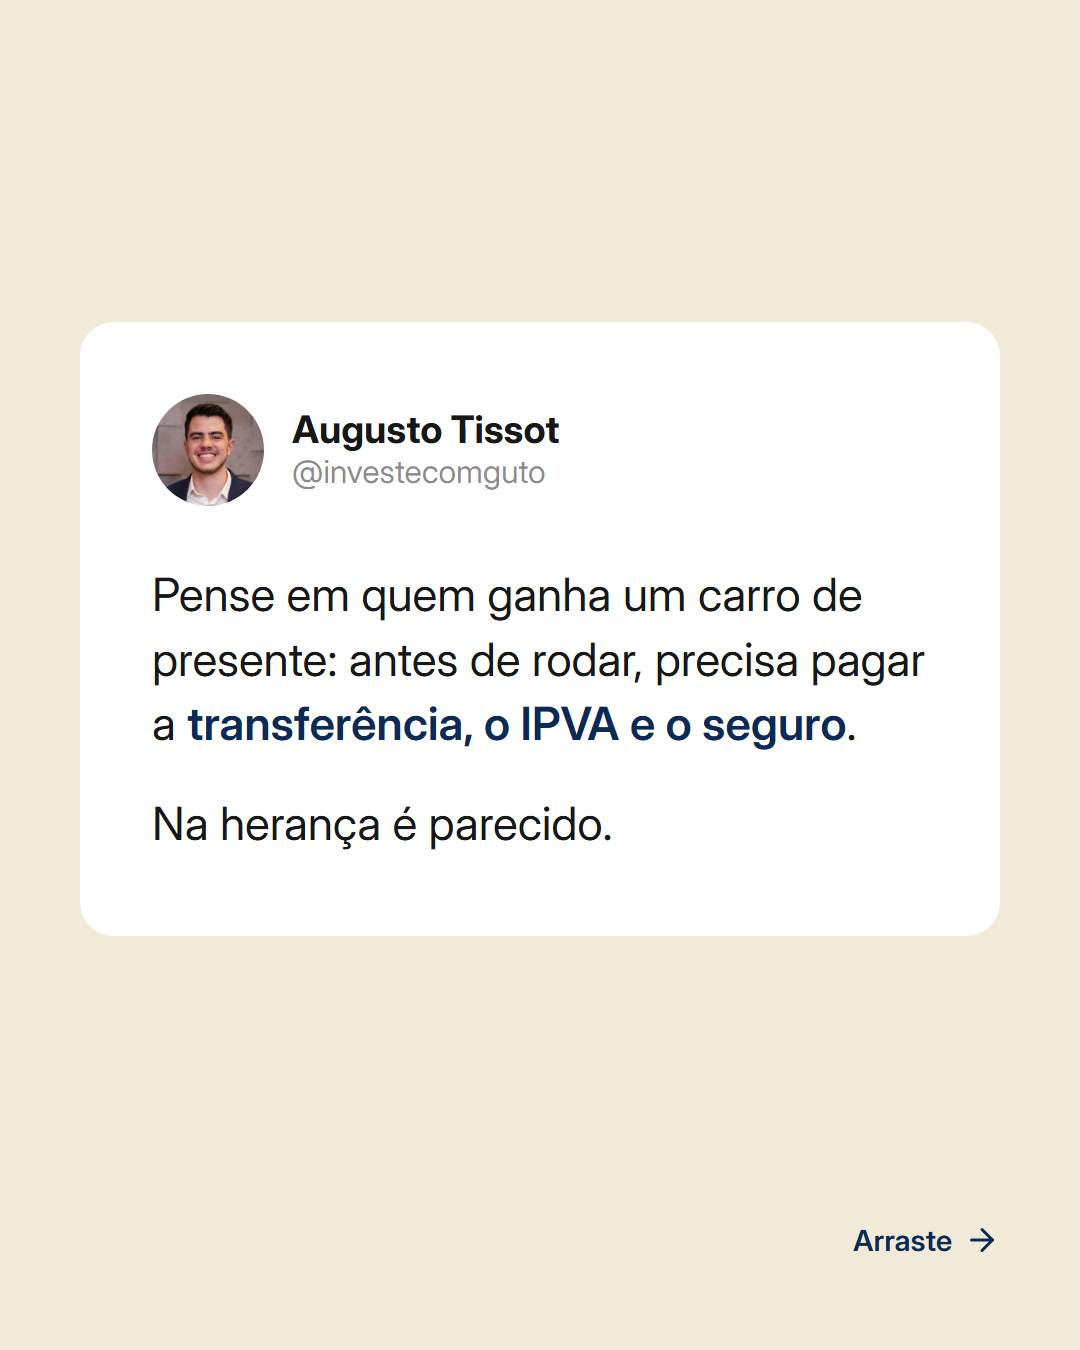 Augusto Tissot
@investecomguto
Pense em quem ganha um carro de
presente: antes de rodar, precisa pagar
a transferência, o IPVA e o seguro.
Na herança é parecido.
Arraste →